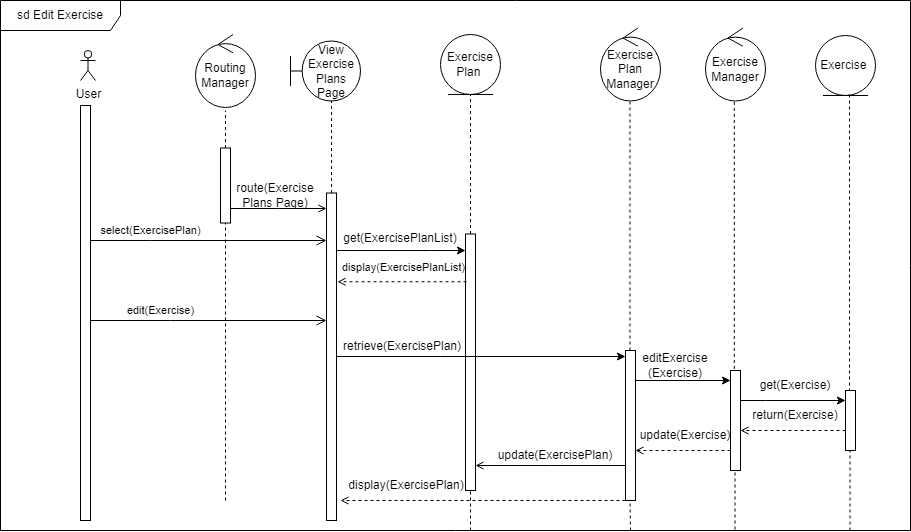 sd Edit Exercise
User
Routing
Manager
View
Exercise
Plans
Page
Exercise
Plan
Exercise
Plan
Manager
Exercise
Manager
Exercise
route(Exercise
Plans Page)
select(ExercisePlan)
get(ExercisePlanList)
display(ExercisePlanList)
edit(Exercise)
retrieve(ExercisePlan)
editExercise
(Exercise)
get(Exercise)
return(Exercise)
update(Exercise)
update(ExercisePlan)
display(ExercisePlan)